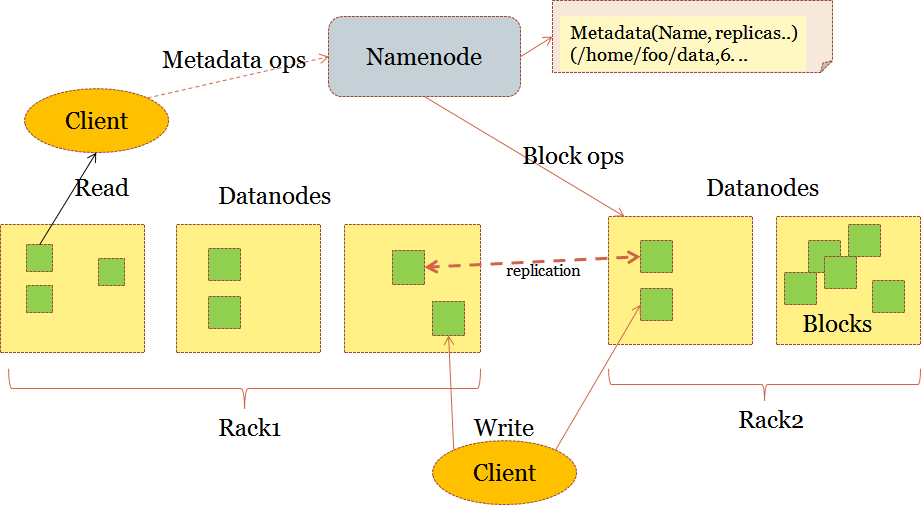 Metadata(Name, replicas..)
(/home/foo/data,6. ..
Namenode
Metadata ops
Client
Block ops
Read
Datanodes
Datanodes
replication
Blocks
Rack1
Write
Rack2
Client